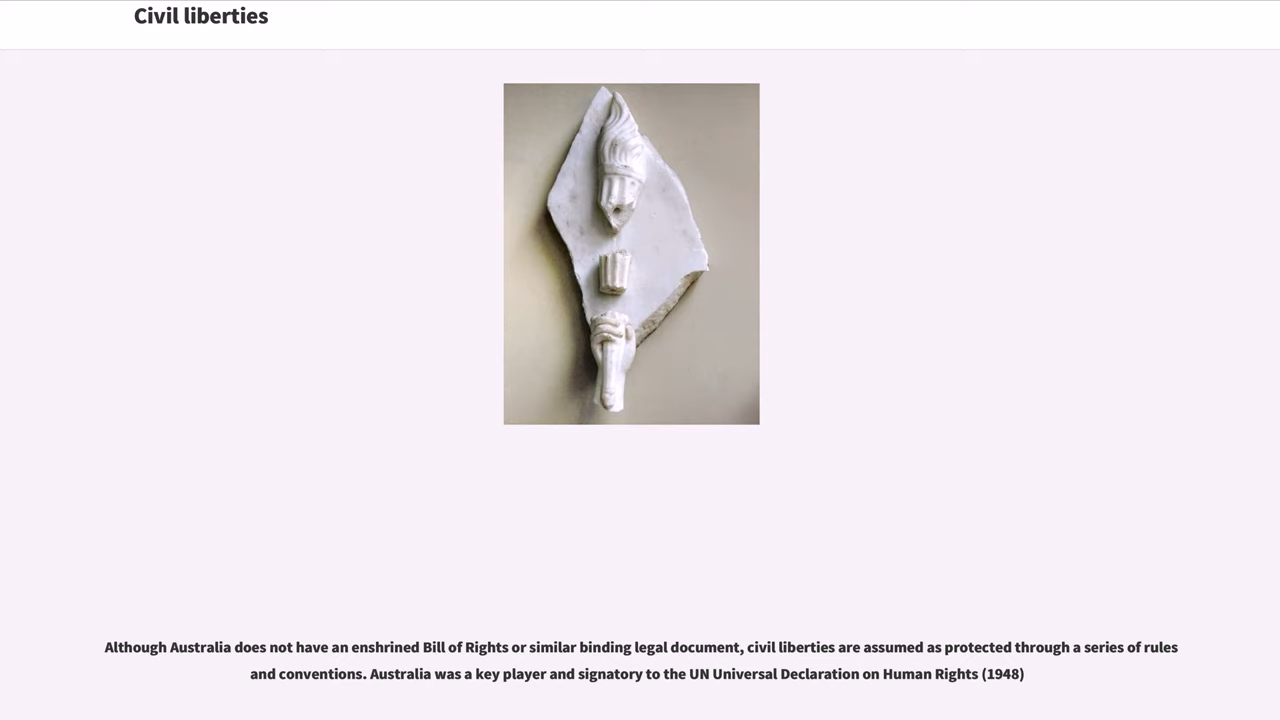 Civil liberties
Although Australia does not have an enshrined Bill of Rights or similar binding legal document, civil liberties are assumed as protected through a series of rules
and conventions. Australia was a key player and signatory to the UN Universal Declaration on Human Rights (1948)